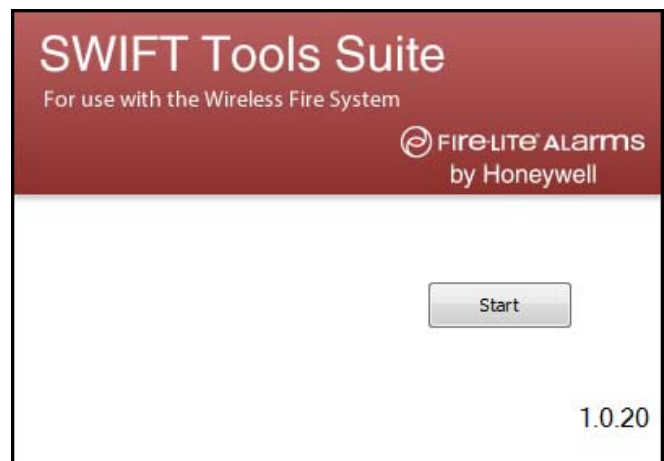 SWIFT Tools Suite
For use with the Wireless Fire System
FIRE•LITE® ALARMS
by Honeywell
Start
1.0.20